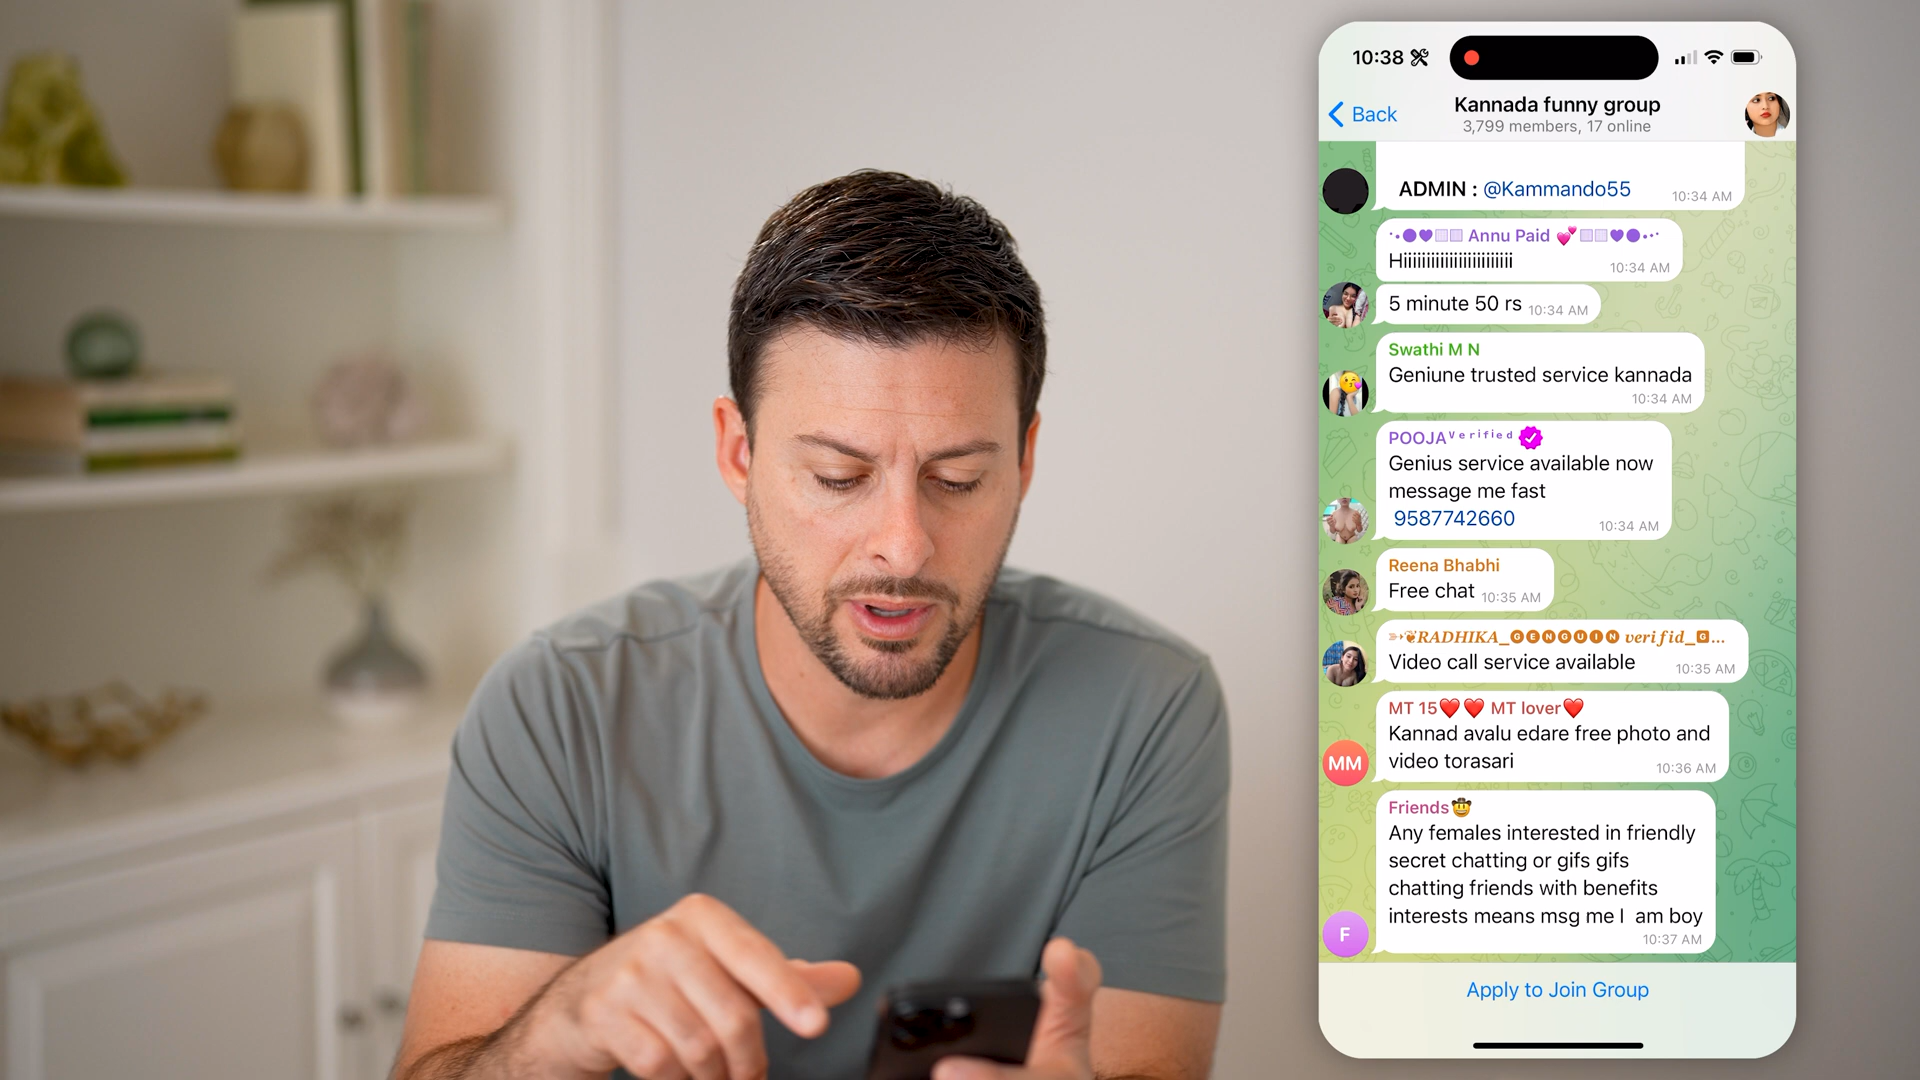 10:38
Back
Kannada funny group
3,799 members, 17 online
ADMIN : @Kammando55
10:34 AM
Annu Paid 💕
Hiiiiiiiiiiiiiiiiiiiiiii
10:34 AM
5 minute 50 rs 10:34 AM
Swathi M N
Geniune trusted service kannada
10:34 AM
POOJAⱽᵉʳⁱᶠⁱᵉᵈ
Genius service available now
message me fast
9587742660
10:34 AM
Reena Bhabhi
Free chat 10:35 AM
RADHIKA_🅖🅔🅝🅖🅤🅘🅝 verifid_🅶...
Video call service available
10:35 AM
MT 15❤️❤️ MT lover❤️
Kannad avalu edare free photo and
video torasari
10:36 AM
MM
Friends🤠
Any females interested in friendly
secret chatting or gifs gifs
chatting friends with benefits
interests means msg me I am boy
10:37 AM
F
Apply to Join Group